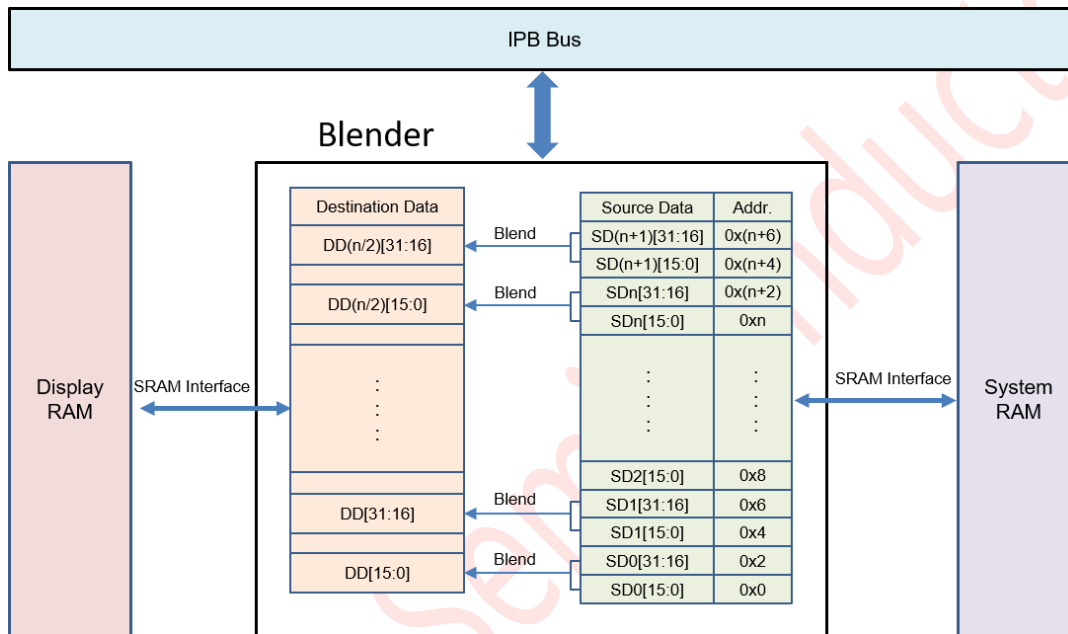 IPB Bus
Blender
Destination Data
Source Data Addr.
DD(n/2)[31:16]
Blend
SD(n+1)[31:16] 0x(n+6)
SD(n+1)[15:0] 0x(n+4)
DD(n/2)[15:0]
Blend
SDn[31:16] 0x(n+2)
SDn[15:0] 0xn
Display
RAM
SRAM Interface
SRAM Interface
System
RAM
SD2[15:0] 0x8
DD[31:16]
Blend
SD1[31:16] 0x6
SD1[15:0] 0x4
DD[15:0]
Blend
SD0[31:16] 0x2
SD0[15:0] 0x0